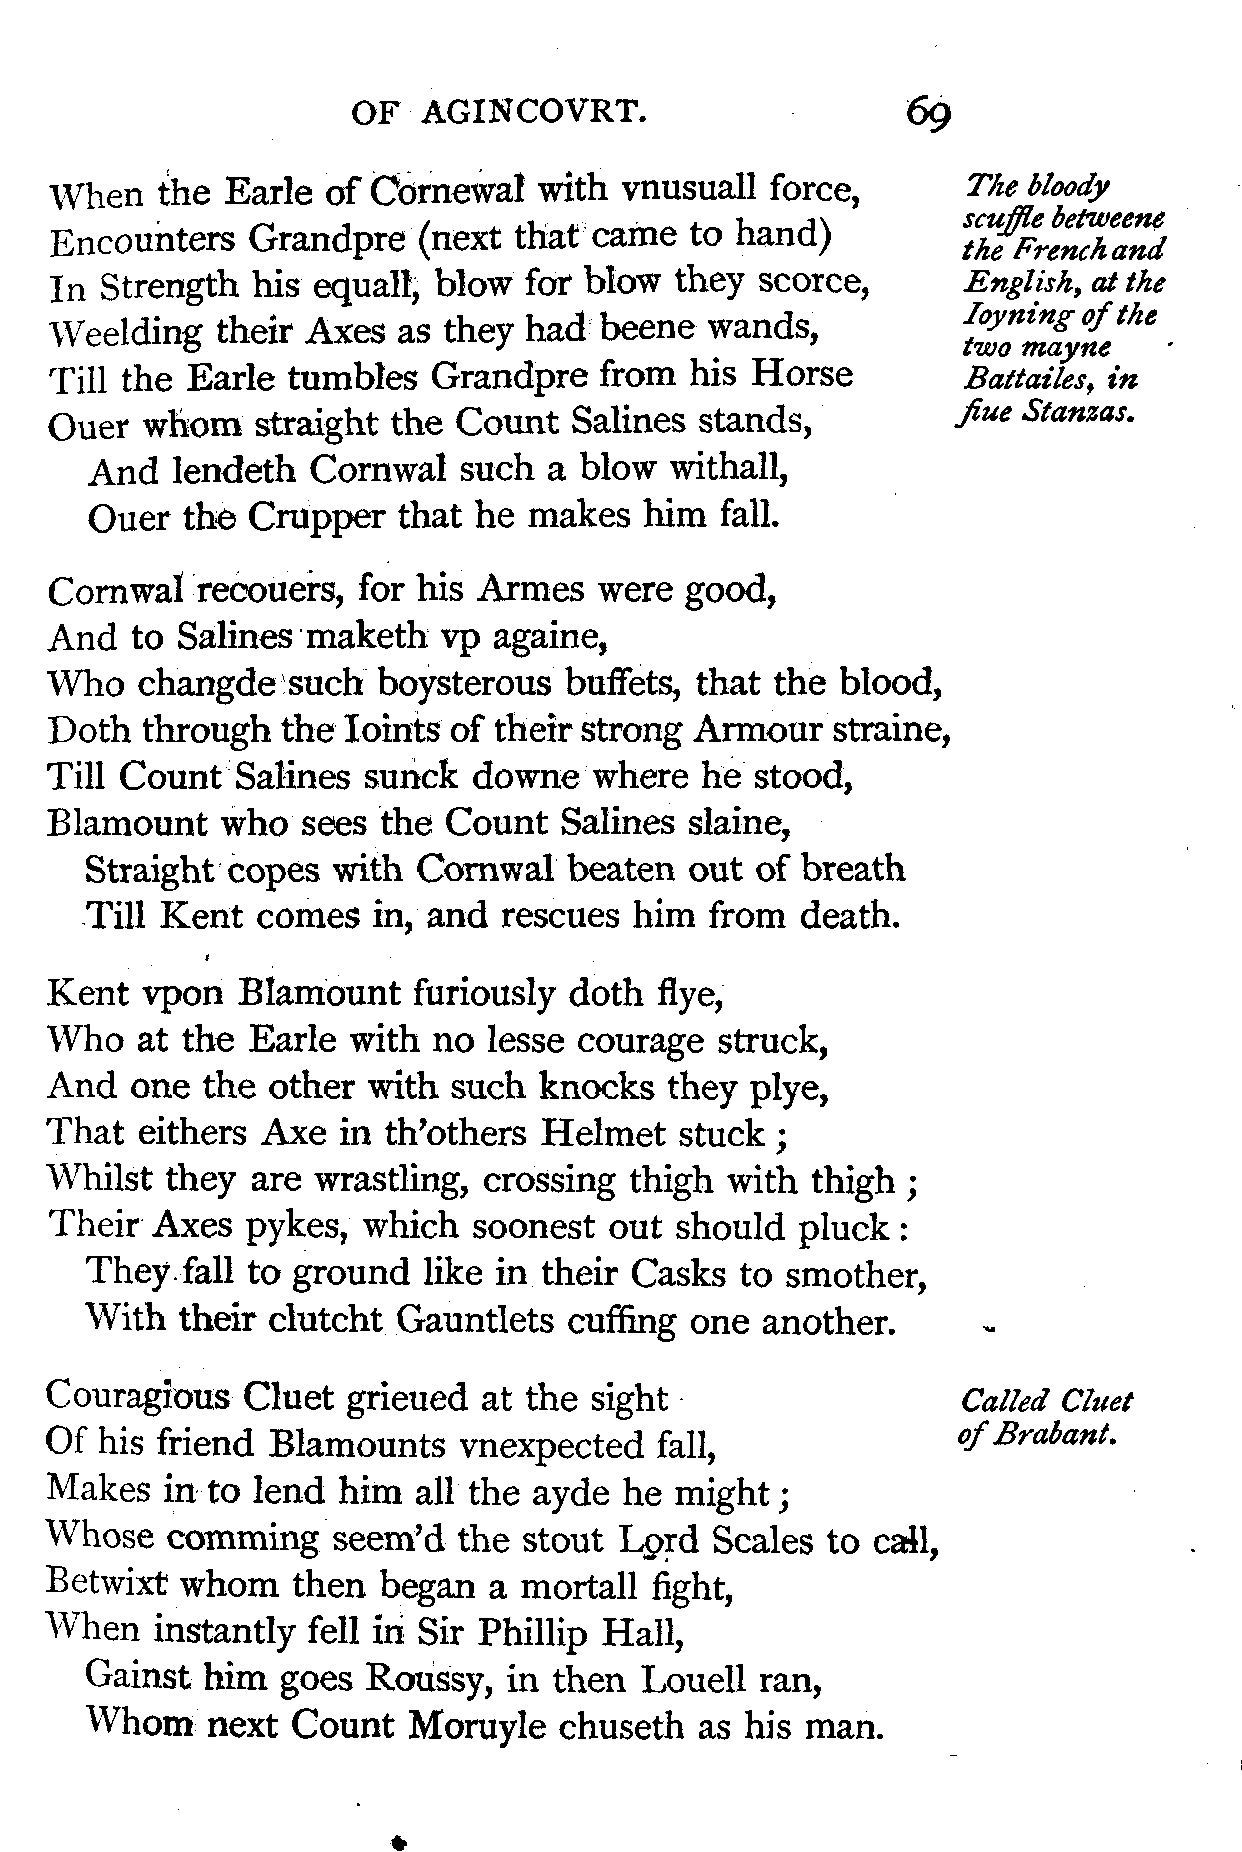 OF AGINCOVRT. 69
When the Earle of Cornewal with vnusuall force,
Encounters Grandpre (next that came to hand)
In Strength his equall, blow for blow they scorce,
Weelding their Axes as they had beene wands,
Till the Earle tumbles Grandpre from his Horse
Ouer whom straight the Count Salines stands,
And lendeth Cornwal such a blow withall,
Ouer the Crupper that he makes him fall.
The bloody
scuffle betweene
the French and
English, at the
Ioyning of the
two mayne
Battailes, in
fiue Stanzas.
Cornwal recouers, for his Armes were good,
And to Salines maketh vp againe,
Who changde such boysterous buffets, that the blood,
Doth through the Ioints of their strong Armour straine,
Till Count Salines sunck downe where he stood,
Blamount who sees the Count Salines slaine,
Straight copes with Cornwal beaten out of breath
Till Kent comes in, and rescues him from death.
Kent vpon Blamount furiously doth flye,
Who at the Earle with no lesse courage struck,
And one the other with such knocks they plye,
That eithers Axe in th'others Helmet stuck ;
Whilst they are wrastling, crossing thigh with thigh ;
Their Axes pykes, which soonest out should pluck :
They fall to ground like in their Casks to smother,
With their clutcht Gauntlets cuffing one another.
Couragious Cluet grieued at the sight
Of his friend Blamounts vnexpected fall,
Makes in to lend him all the ayde he might ;
Whose comming seem'd the stout Lord Scales to call,
Betwixt whom then began a mortall fight,
When instantly fell in Sir Phillip Hall,
Gainst him goes Roussy, in then Louell ran,
Whom next Count Moruyle chuseth as his man.
Called Cluet
of Brabant.